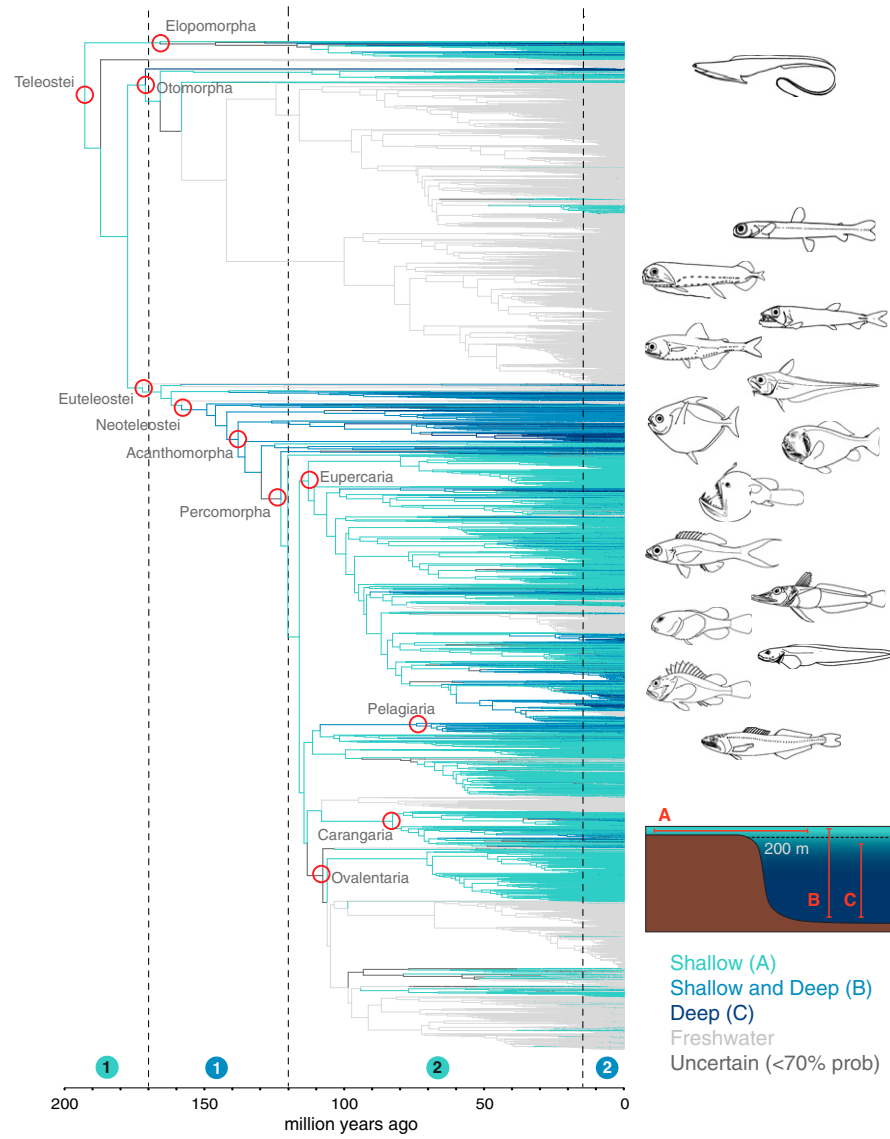 Elopomorpha
Teleostei
Otomorpha
Euteleostei
Neoteleostei
Acanthomorpha
Eupercaria
Percomorpha
Pelagiaria
Carangaria
Ovalentaria
A
200 m
B
C
Shallow (A)
Shallow and Deep (B)
Deep (C)
Freshwater
Uncertain (<70% prob)
1
1
2
2
200
150
100
50
0
million years ago